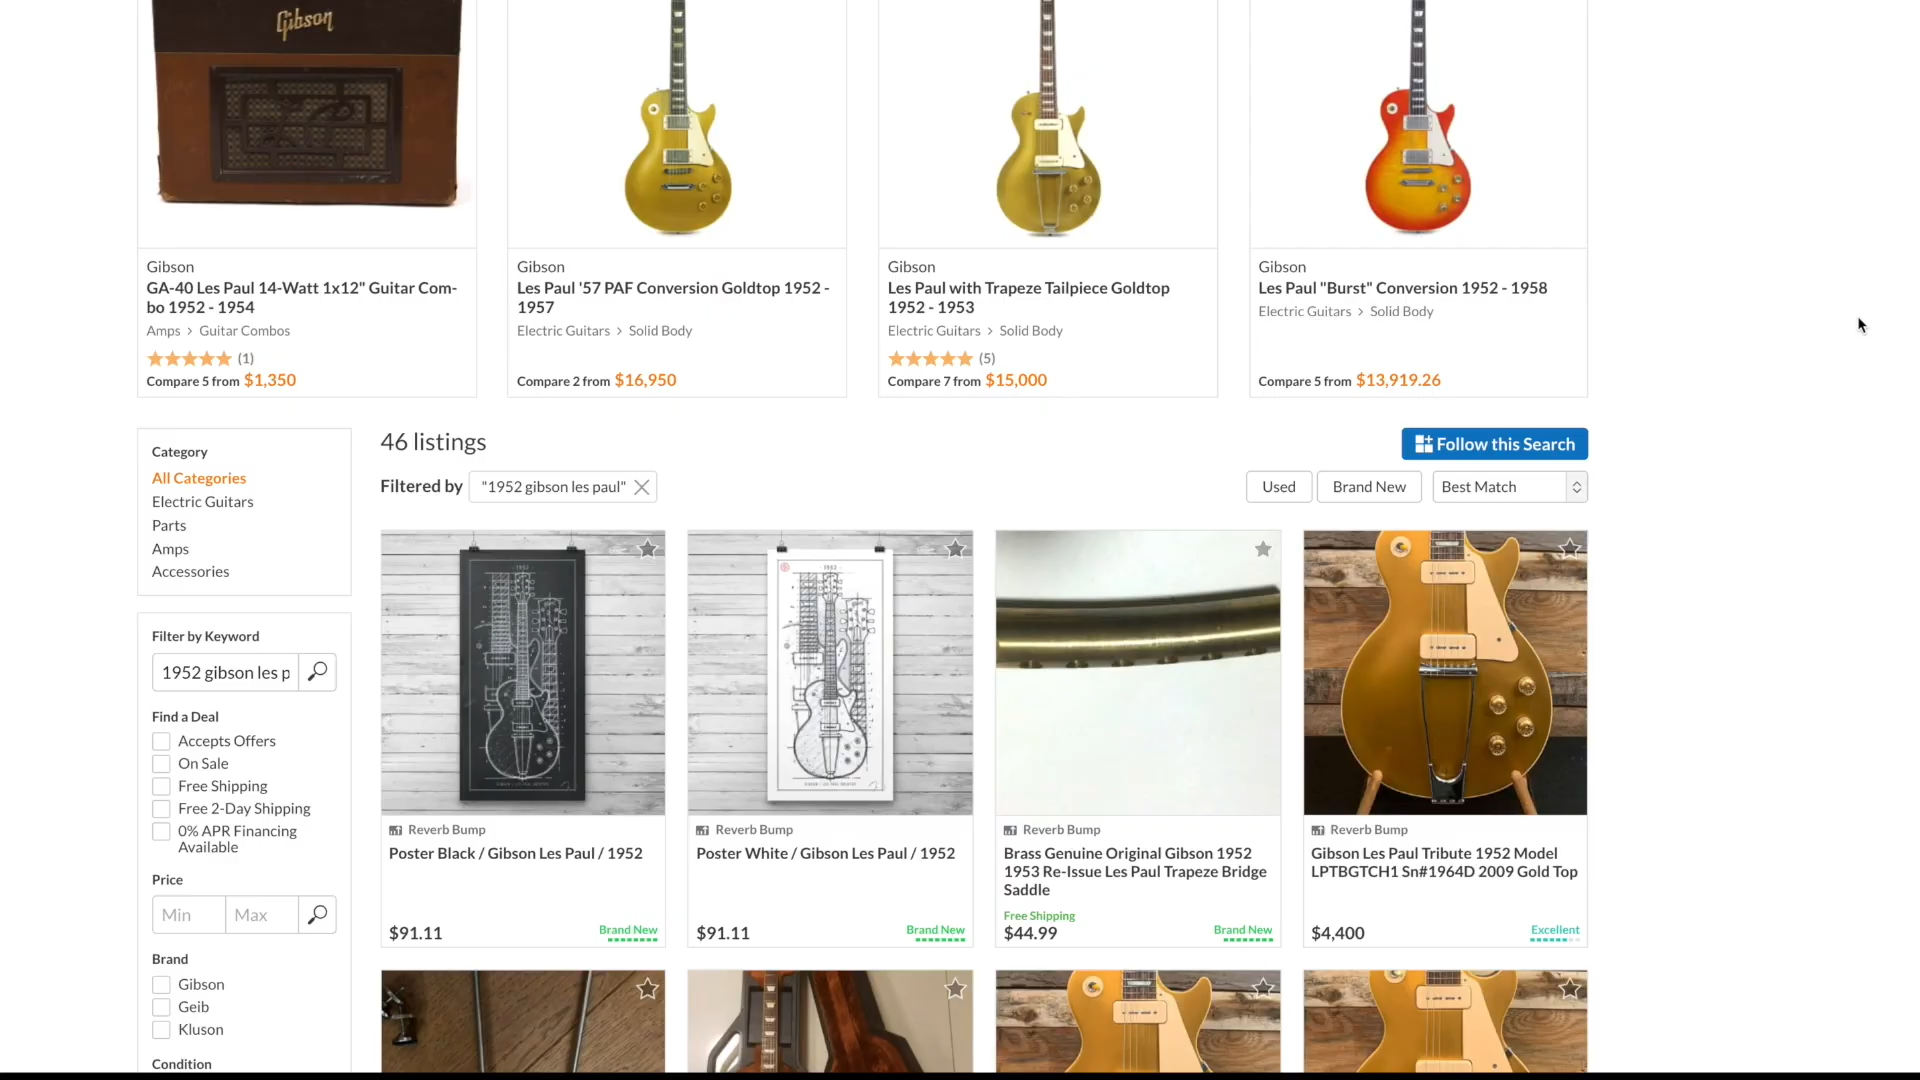 Gibson
Gibson
GA-40 Les Paul 14-Watt 1x12" Guitar Com-
bo 1952 - 1954
Amps > Guitar Combos
(1)
Compare 5 from $1,350
Gibson
Les Paul '57 PAF Conversion Goldtop 1952 -
1957
Electric Guitars > Solid Body
Compare 2 from $16,950
Gibson
Les Paul with Trapeze Tailpiece Goldtop
1952 - 1953
Electric Guitars > Solid Body
(5)
Compare 7 from $15,000
Gibson
Les Paul "Burst" Conversion 1952 - 1958
Electric Guitars > Solid Body
Compare 5 from $13,919.26
Category
All Categories
Electric Guitars
Parts
Amps
Accessories
Filter by Keyword
1952 gibson les p
Find a Deal
Accepts Offers
On Sale
Free Shipping
Free 2-Day Shipping
0% APR Financing
Available
Price
Min Max
Brand
Gibson
Geib
Kluson
Condition
46 listings
Follow this Search
Filtered by "1952 gibson les paul"
Used Brand New Best Match
1952
Reverb Bump
Poster Black / Gibson Les Paul / 1952
$91.11 Brand New
1952
Reverb Bump
Poster White / Gibson Les Paul / 1952
$91.11 Brand New
Reverb Bump
Brass Genuine Original Gibson 1952
1953 Re-Issue Les Paul Trapeze Bridge
Saddle
Free Shipping
$44.99 Brand New
Reverb Bump
Gibson Les Paul Tribute 1952 Model
LPTBGTCH1 Sn#1964D 2009 Gold Top
$4,400 Excellent